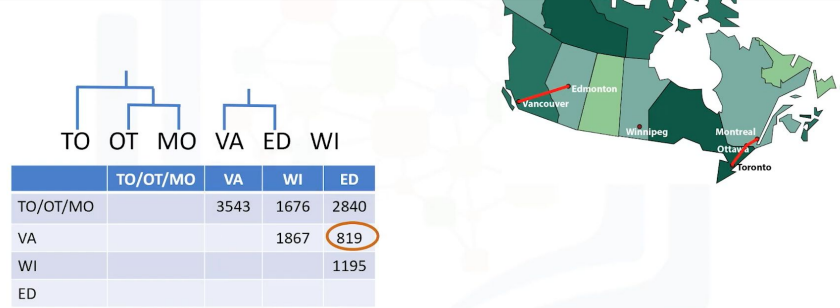 TO OT MO VA ED WI
TO/OT/MO VA WI ED
TO/OT/MO 3543 1676 2840
VA 1867 819
WI 1195
ED
Edmonton
Vancouver
Winnipeg
Montreal
Ottawa
Toronto